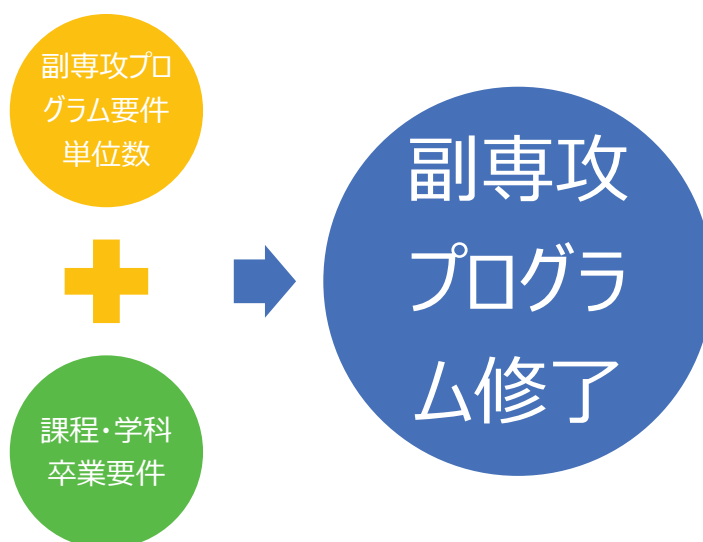 副専攻プロ
グラム要件
単位数
課程・学科
卒業要件
副専攻
プログラ
ム修了